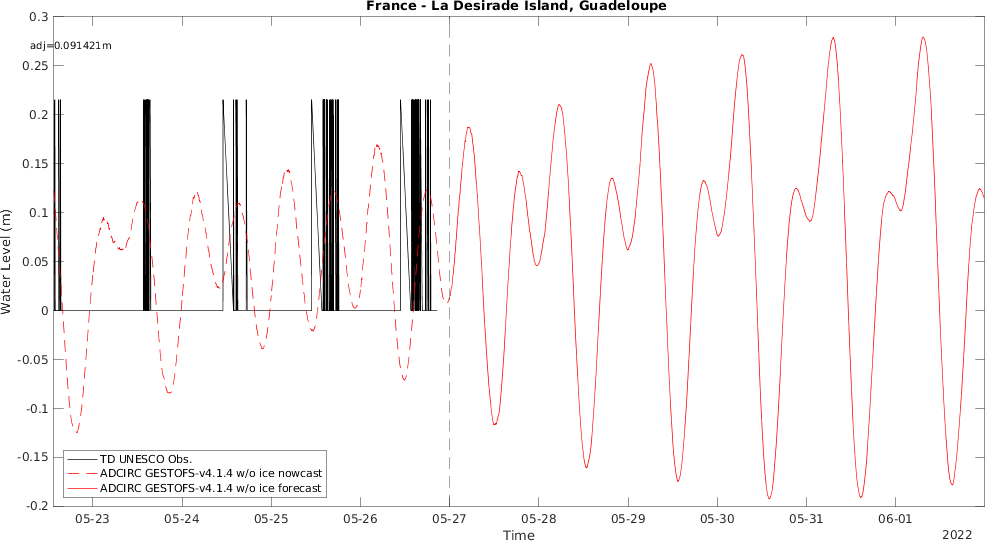 France - La Desirade Island, Guadeloupe
adj=0.091421m
0.3
0.25
0.2
0.15
0.1
0.05
0
-0.05
-0.1
-0.15
-0.2
Water Level (m)
TD UNESCO Obs.
ADCIRC GESTOFS-v4.1.4 w/o ice nowcast
ADCIRC GESTOFS-v4.1.4 w/o ice forecast
05-23 05-24 05-25 05-26 05-27 05-28 05-29 05-30 05-31 06-01
Time
2022